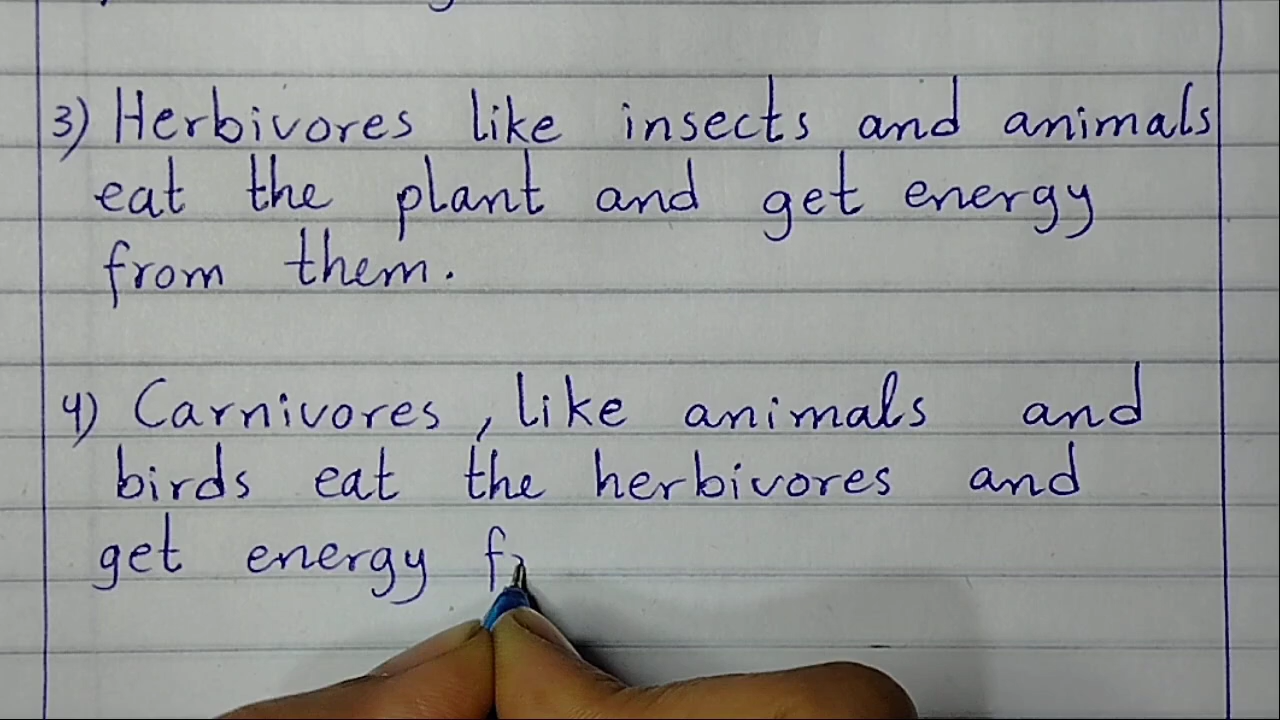 3) Herbivores like insects and animals
eat the plant and get energy
from them.
4) Carnivores, like animals and
birds eat the herbivores and
get energy